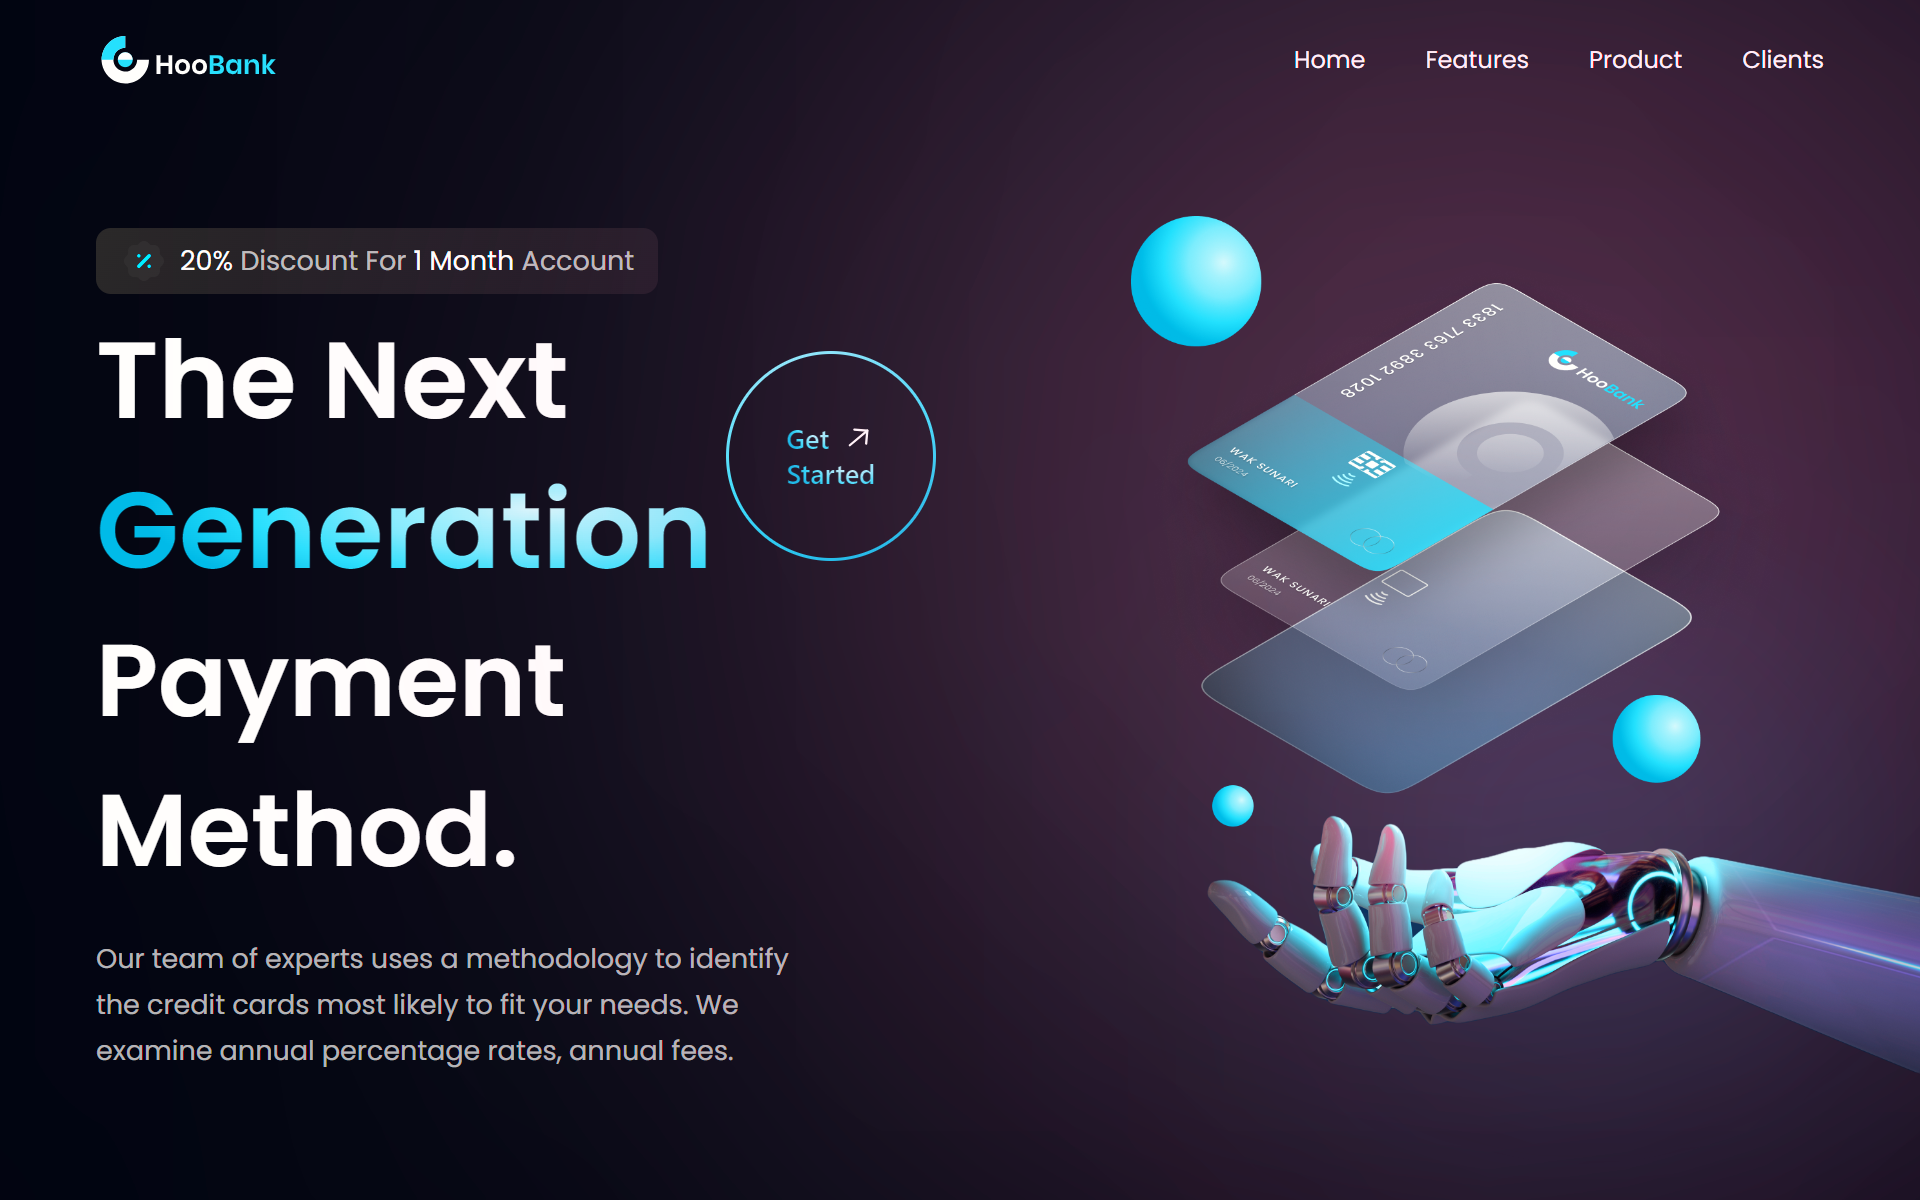 HooBank
Home Features Product Clients
20% Discount For 1 Month Account
The Next
Generation
Payment
Method.
Get
Started
Our team of experts uses a methodology to identify
the credit cards most likely to fit your needs. We
examine annual percentage rates, annual fees.
1833 7163 3892 1028
HooBank
WAK SUNARI
08/2024
WAK SUNARI
08/2024